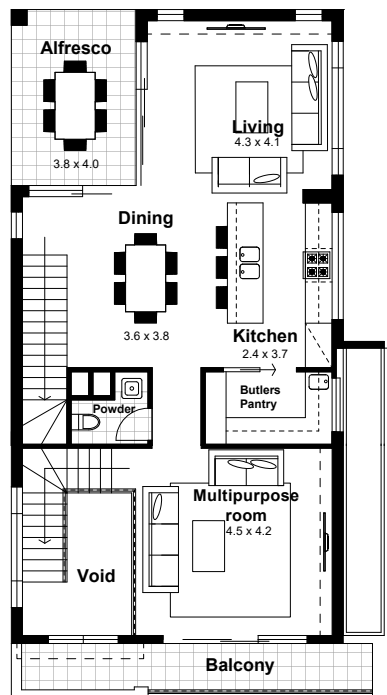 Alfresco
3.8 x 4.0
Living
4.3 x 4.1
Dining
3.6 x 3.8
Kitchen
2.4 x 3.7
Powder
Butlers
Pantry
Multipurpose
room
4.5 x 4.2
Void
Balcony